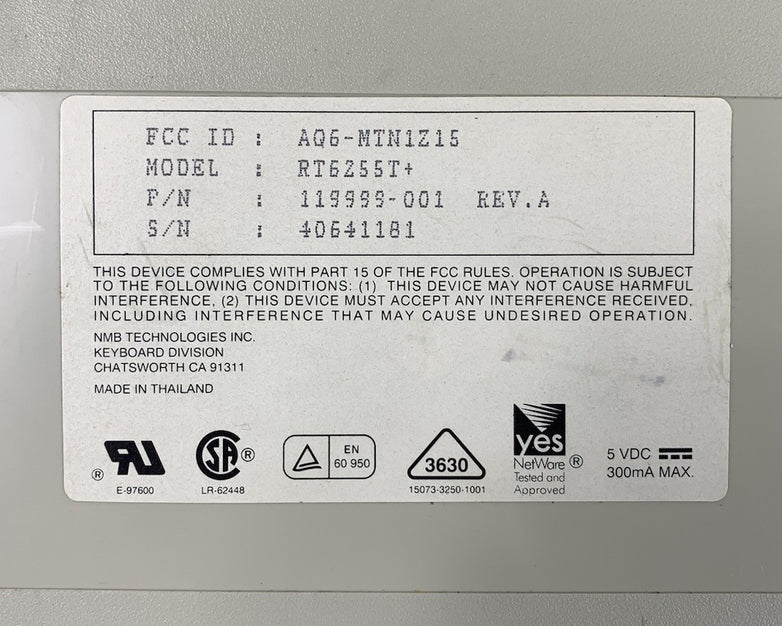 FCC ID : AQ6-MTN1Z15
MODEL : RT6255T+
P/N : 119999-001 REV.A
S/N : 40641181
THIS DEVICE COMPLIES WITH PART 15 OF THE FCC RULES. OPERATION IS SUBJECT
TO THE FOLLOWING CONDITIONS: (1) THIS DEVICE MAY NOT CAUSE HARMFUL
INTERFERENCE, (2) THIS DEVICE MUST ACCEPT ANY INTERFERENCE RECEIVED,
INCLUDING INTERFERENCE THAT MAY CAUSE UNDESIRED OPERATION.
NMB TECHNOLOGIES INC.
KEYBOARD DIVISION
CHATSWORTH CA 91311
MADE IN THAILAND
® RU
E-97600
SA ®
LR-62448
EN
60 950
3630
15073-3250-1001
yes
NetWare ®
Tested and
Approved
5 VDC
300mA MAX.